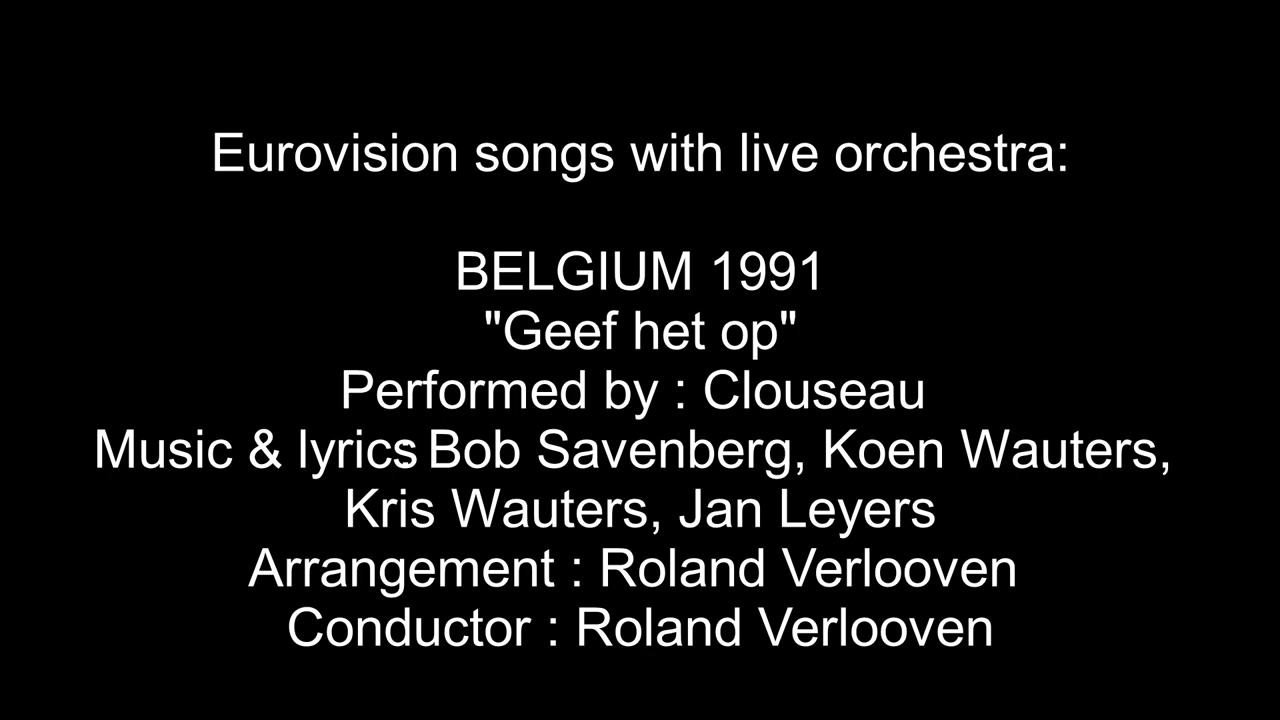 Eurovision songs with live orchestra:
BELGIUM 1991
"Geef het op"
Performed by : Clouseau
Music & lyrics: Bob Savenberg, Koen Wauters,
Kris Wauters, Jan Leyers
Arrangement : Roland Verlooven
Conductor : Roland Verlooven